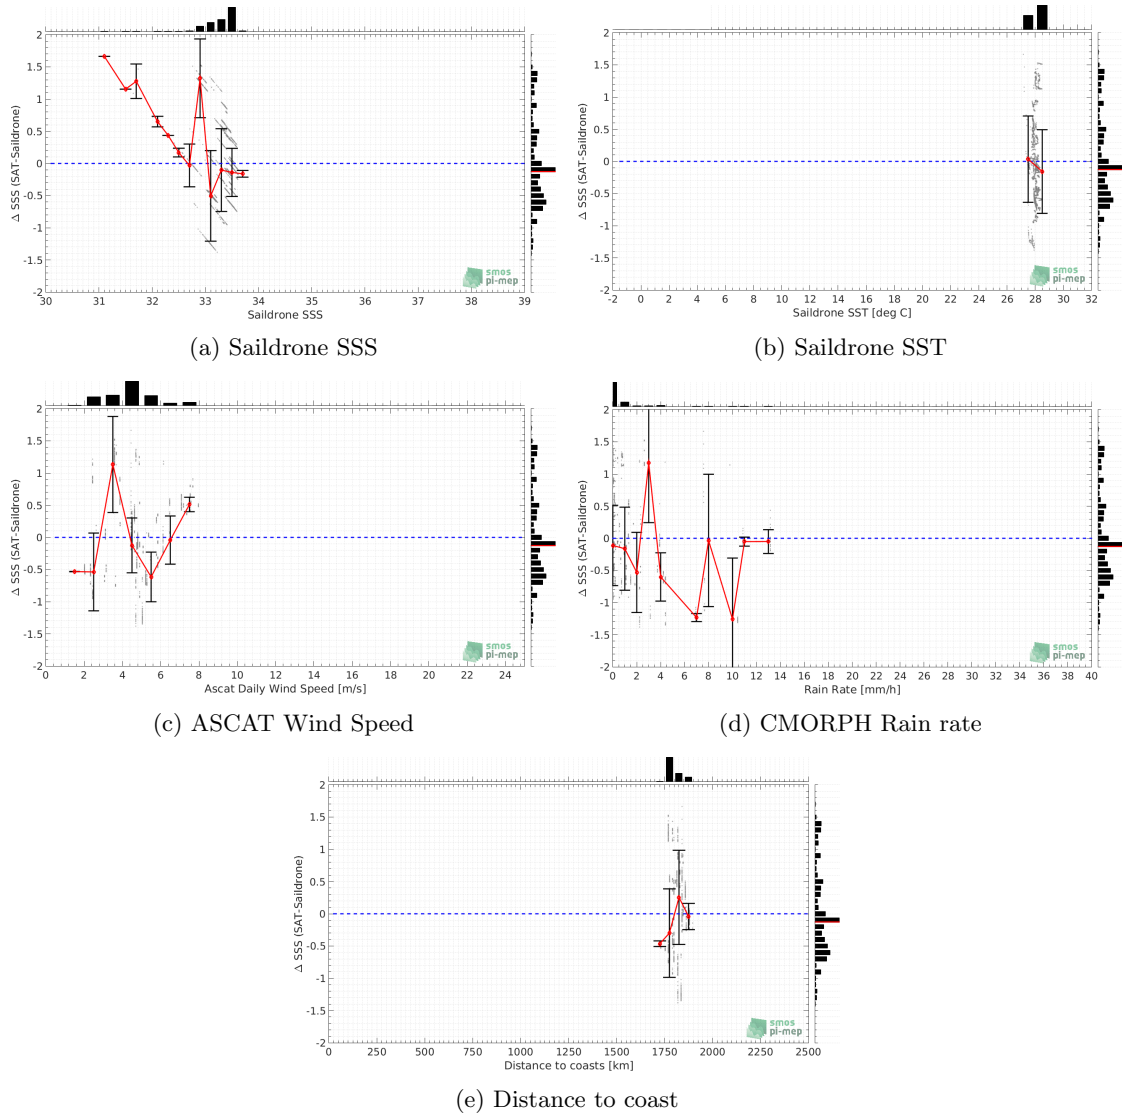 2
1.5
1
0.5
0
-0.5
-1
-1.5
-2
Δ SSS (SAT-Saildrone)
30 31 32 33 34 35 36 37 38 39
Saildrone SSS
smos
pi-mep
(a) Saildrone SSS
2
1.5
1
0.5
0
-0.5
-1
-1.5
-2
Δ SSS (SAT-Saildrone)
-2 0 2 4 6 8 10 12 14 16 18 20 22 24 26 28 30 32
Saildrone SST [deg C]
smos
pi-mep
(b) Saildrone SST
2
1.5
1
0.5
0
-0.5
-1
-1.5
-2
Δ SSS (SAT-Saildrone)
0 2 4 6 8 10 12 14 16 18 20 22 24
Ascat Daily Wind Speed [m/s]
smos
pi-mep
(c) ASCAT Wind Speed
2
1.5
1
0.5
0
-0.5
-1
-1.5
-2
Δ SSS (SAT-Saildrone)
0 2 4 6 8 10 12 14 16 18 20 22 24 26 28 30 32 34 36 38 40
Rain Rate [mm/h]
smos
pi-mep
(d) CMORPH Rain rate
2
1.5
1
0.5
0
-0.5
-1
-1.5
-2
Δ SSS (SAT-Saildrone)
0 250 500 750 1000 1250 1500 1750 2000 2250 2500
Distance to coasts [km]
smos
pi-mep
(e) Distance to coast